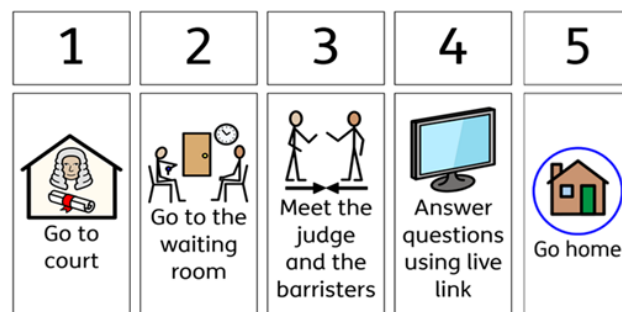 1
2
3
4
5
Go to
court
Go to the
waiting
room
Meet the
judge
and the
barristers
Answer
questions
using live
link
Go home